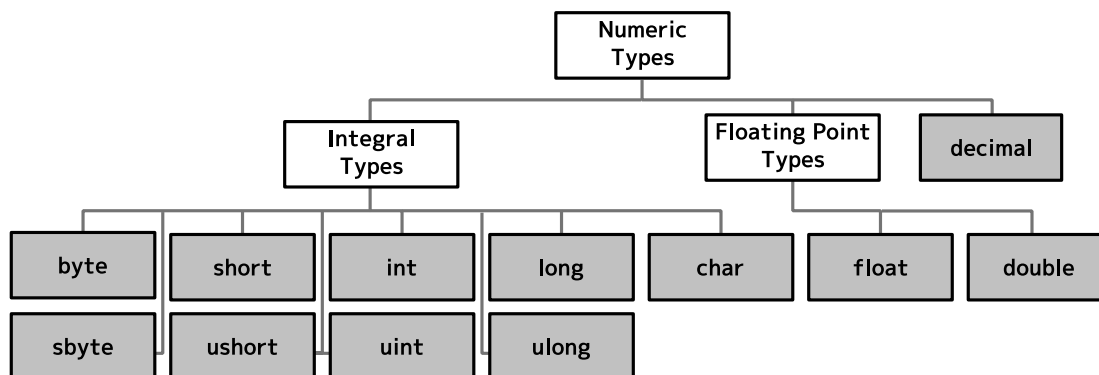 Numeric
Types
Integral
Types
Floating Point
Types
decimal
byte
short
int
long
char
float
double
sbyte
ushort
uint
ulong